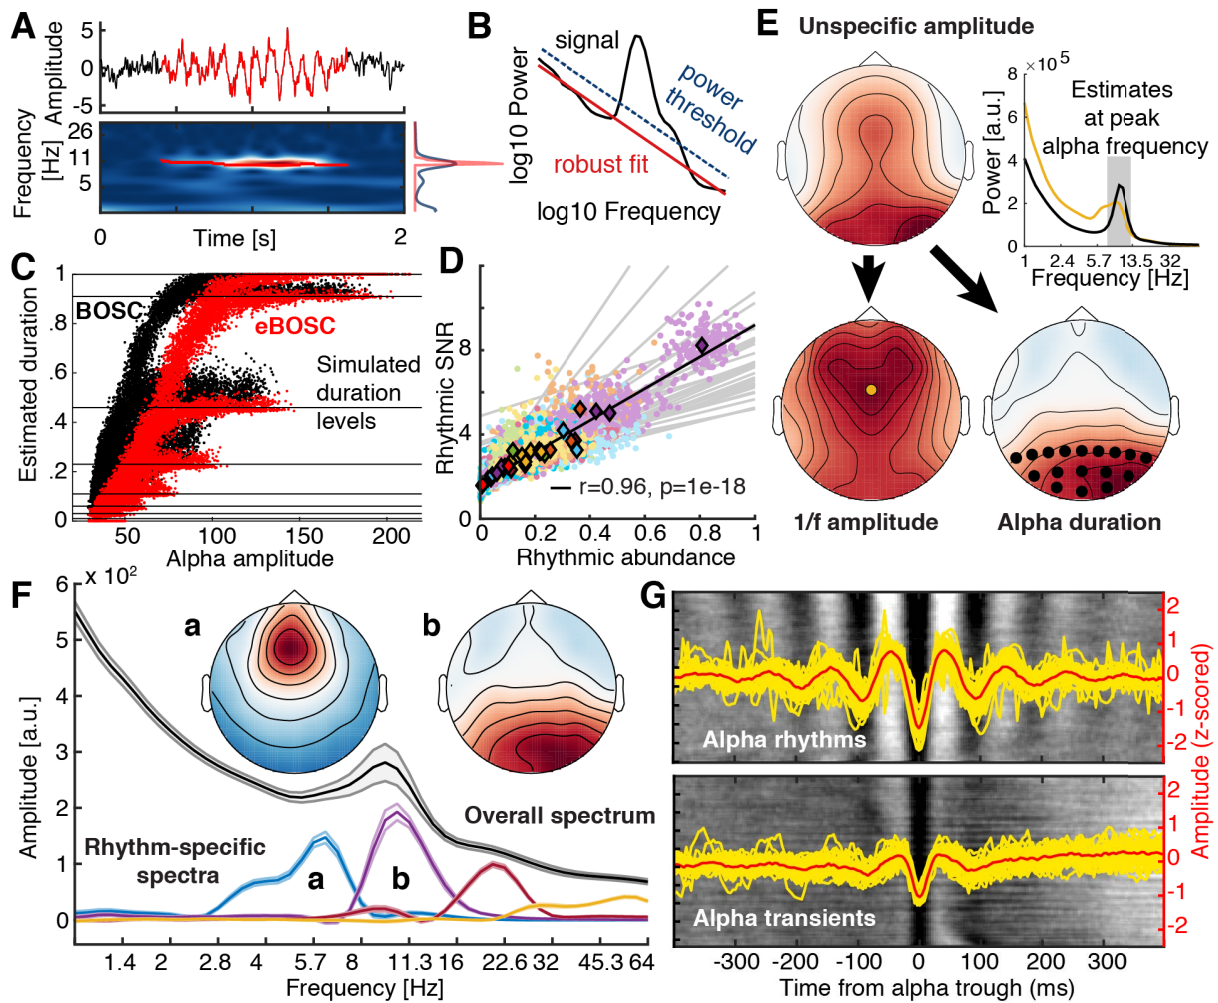 A
Amplitude
5
0
-5
Frequency
[Hz]
26
11
5
0
Time [s]
2
B
signal
power
threshold
robust fit
log10 Power
log10 Frequency
E
Unspecific amplitude
8
x 10⁵
6
4
2
0
Power [a.u.]
Estimates
at peak
alpha frequency
1
2.4
5.7
13.5
32
Frequency [Hz]
1/f amplitude
Alpha duration
C
Estimated duration
1
.8
.6
.4
.2
0
BOSC
eBOSC
Simulated
duration
levels
50
100
150
200
Alpha amplitude
D
Rhythmic SNR
8
4
0
r=0.96, p=1e-18
0
0.2
0.4
0.6
0.8
1
Rhythmic abundance
F
6
x 10²
5
4
3
2
1
0
Amplitude [a.u.]
a
b
Overall spectrum
Rhythm-specific
spectra
a
b
1.4
2
2.8
4
5.7
8
11.3
16
22.6
32
45.3
64
Frequency [Hz]
G
2
1
0
-1
-2
Alpha rhythms
Amplitude (z-scored)
2
1
0
-1
-2
Alpha transients
-300
-200
-100
0
100
200
300
Time from alpha trough (ms)